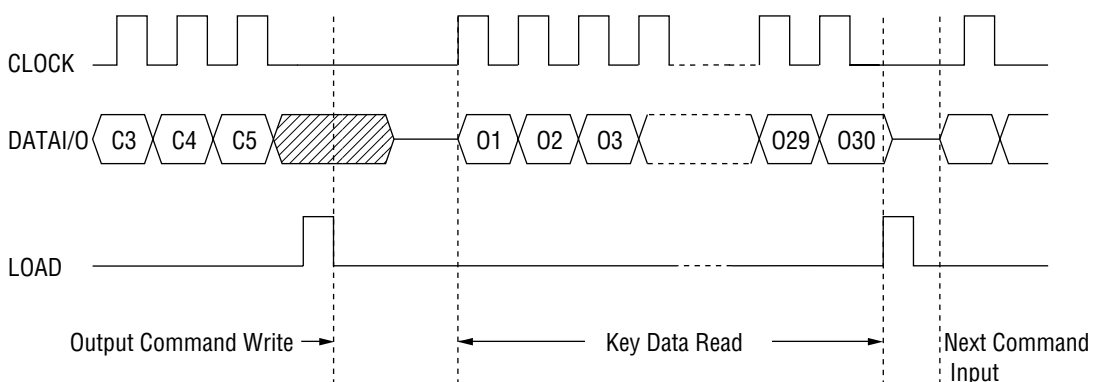 CLOCK
DATAI/O C3 C4 C5 O1 O2 O3 O29 O30
LOAD
Output Command Write Key Data Read Next Command
Input